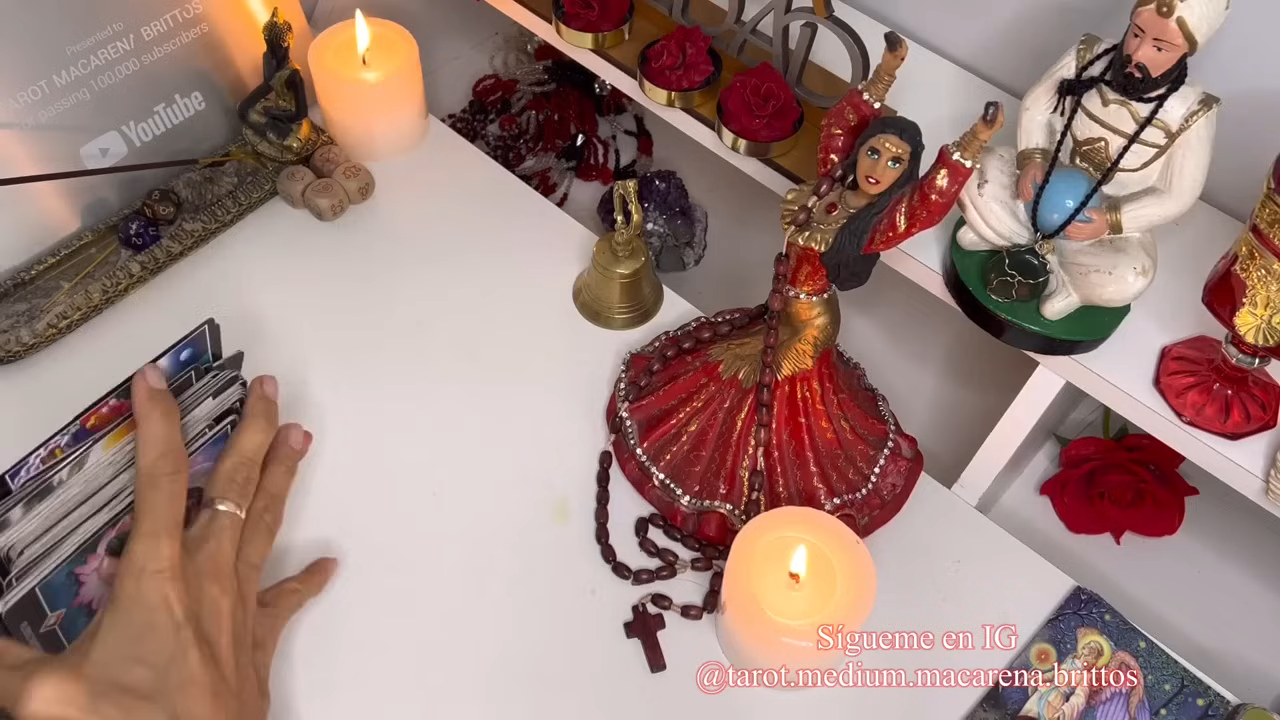 Presented to
TAROT MACAREN/ BRITTOS
for passing 100,000 subscribers
YouTube
Sígueme en IG
@tarot.medium.macarena.brittos